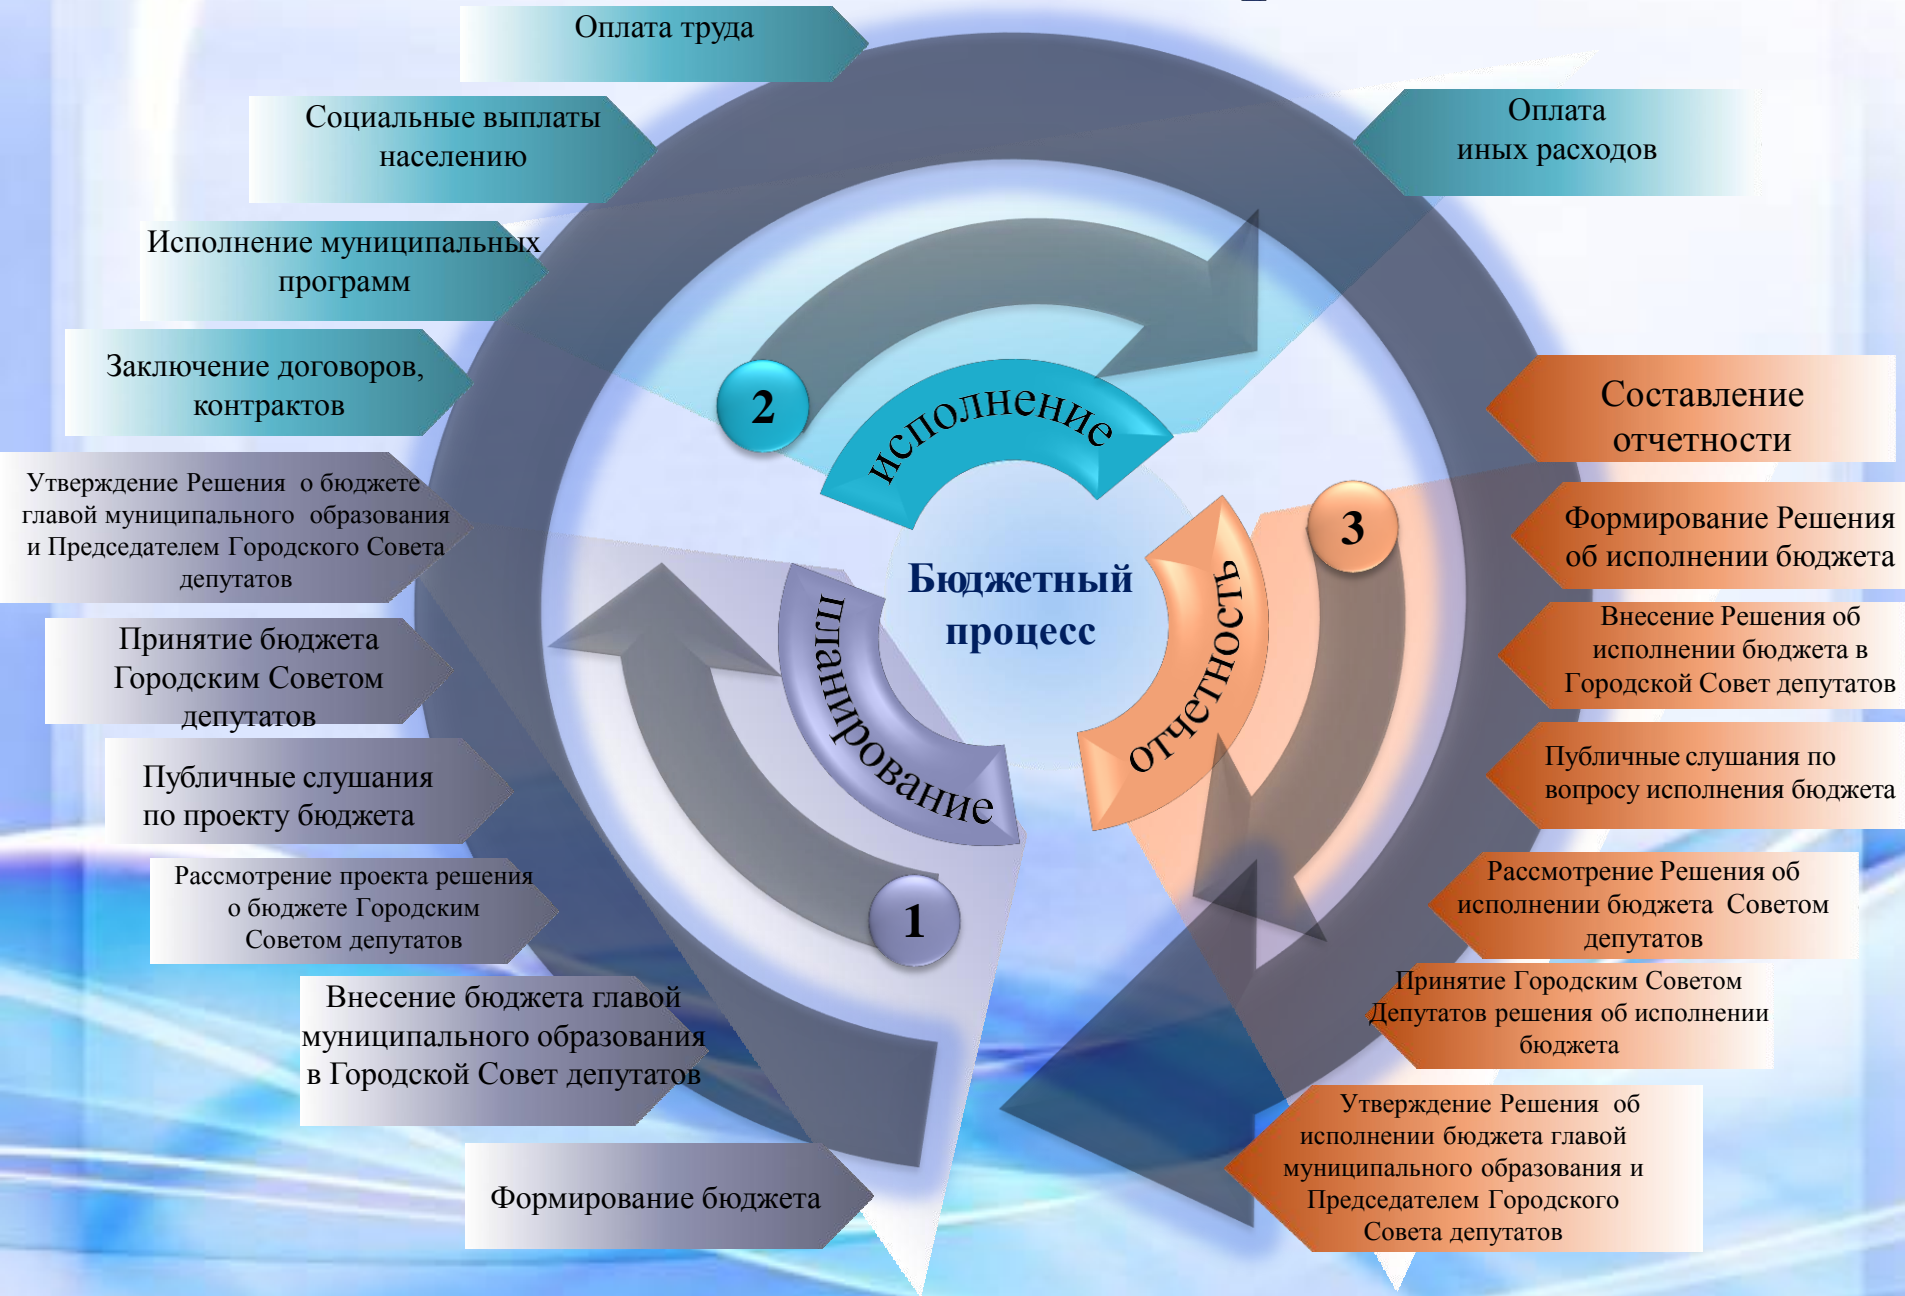 Оплата труда
Социальные выплаты
населению
Исполнение муниципальных
программ
Заключение договоров,
контрактов
Утверждение Решения о бюджете
главой муниципального образования
и Председателем Городского Совета
депутатов
Принятие бюджета
Городским Советом
депутатов
Публичные слушания
по проекту бюджета
Рассмотрение проекта решения
о бюджете Городским
Советом депутатов
Внесение бюджета главой
муниципального образования
в Городской Совет депутатов
Формирование бюджета
2
исполнение
Бюджетный
процесс
планирование
1
3
отчетность
Оплата
иных расходов
Составление
отчетности
Формирование Решения
об исполнении бюджета
Внесение Решения об
исполнении бюджета в
Городской Совет депутатов
Публичные слушания по
вопросу исполнения бюджета
Рассмотрение Решения об
исполнении бюджета Советом
депутатов
Принятие Городским Советом
Депутатов решения об исполнении
бюджета
Утверждение Решения об
исполнении бюджета главой
муниципального образования и
Председателем Городского
Совета депутатов